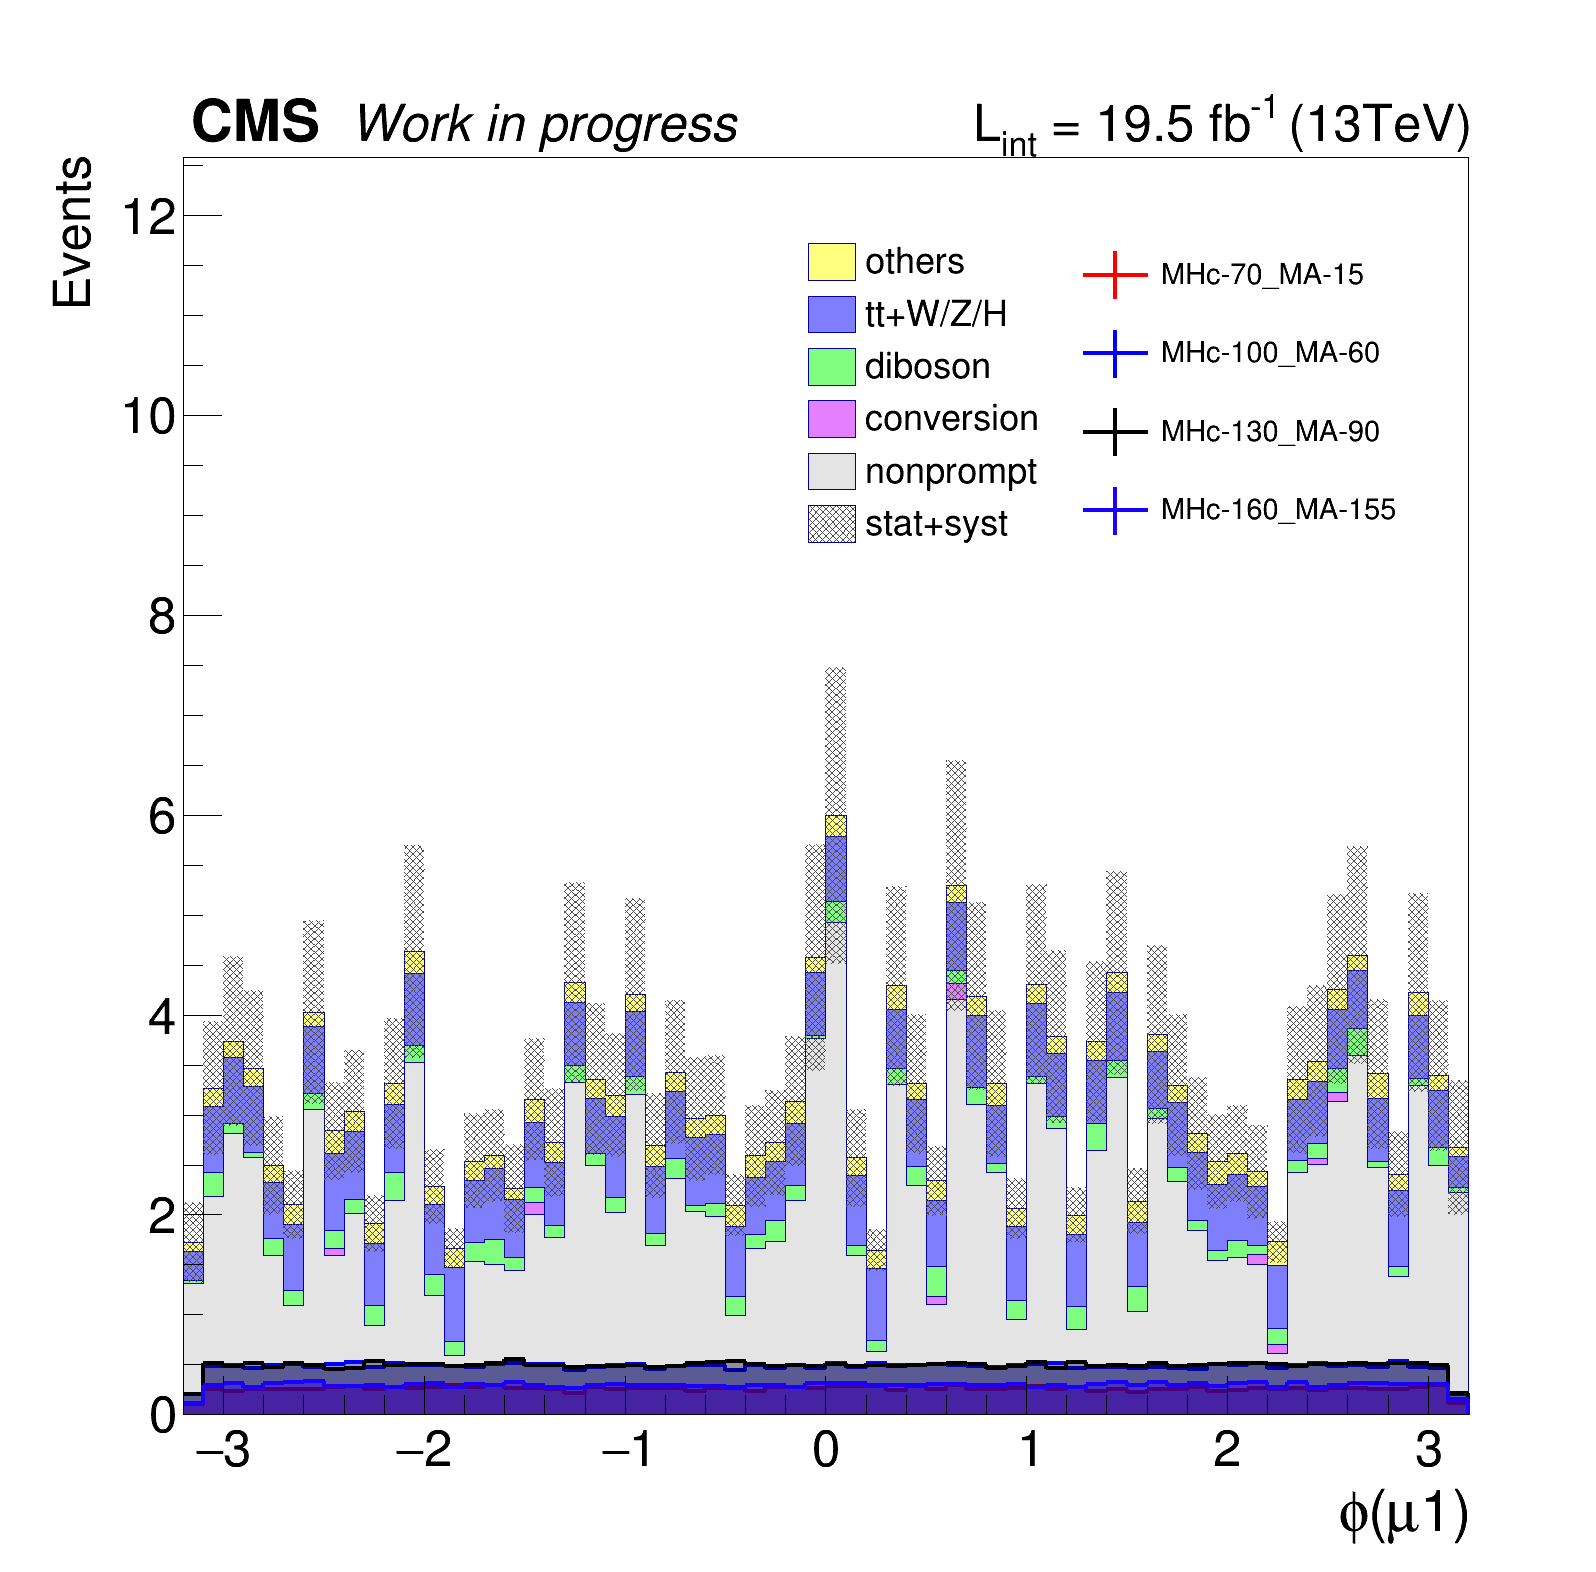 CMS Work in progress
L_int = 19.5 fb^-1 (13TeV)
Events
12
10
8
6
4
2
0
others
tt+W/Z/H
diboson
conversion
nonprompt
stat+syst
MHc-70_MA-15
MHc-100_MA-60
MHc-130_MA-90
MHc-160_MA-155
−3 −2 −1 0 1 2 3
ϕ(μ1)